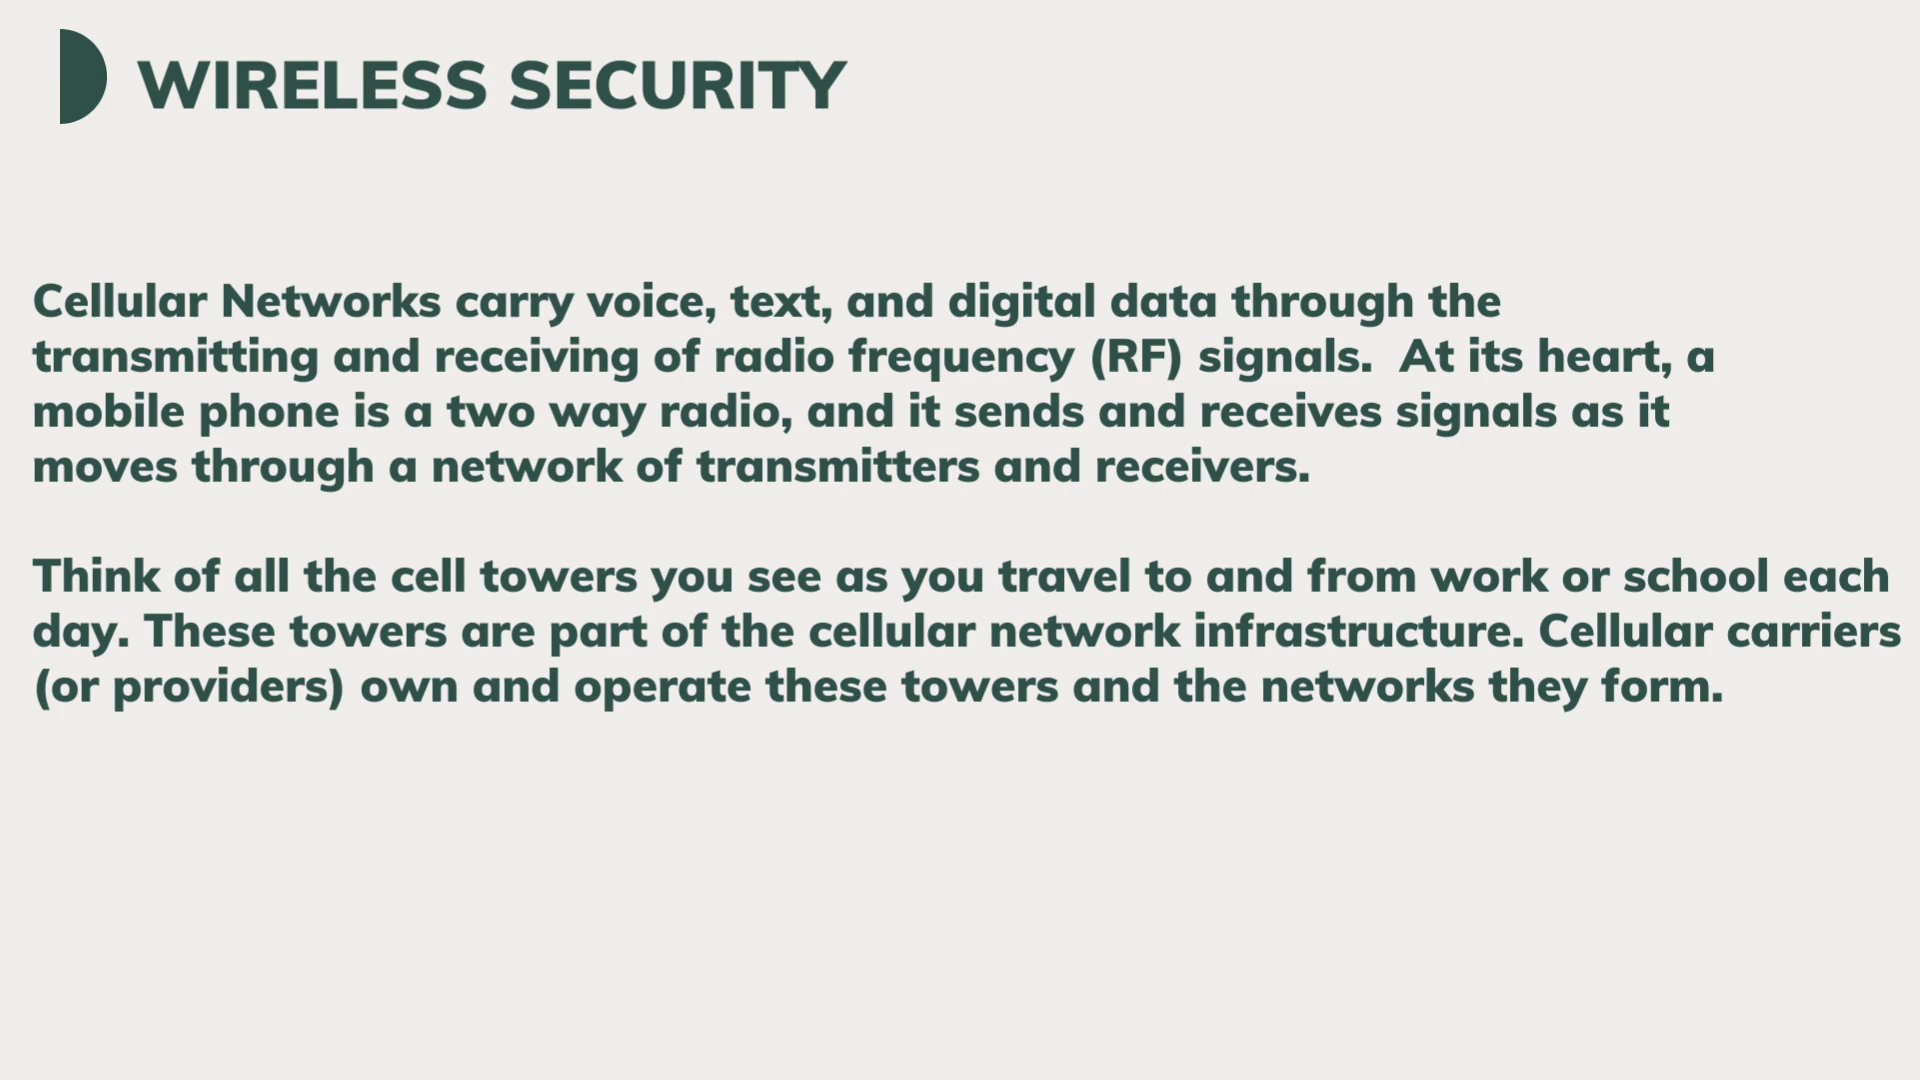 WIRELESS SECURITY
Cellular Networks carry voice, text, and digital data through the
transmitting and receiving of radio frequency (RF) signals.  At its heart, a
mobile phone is a two way radio, and it sends and receives signals as it
moves through a network of transmitters and receivers.
Think of all the cell towers you see as you travel to and from work or school each
day. These towers are part of the cellular network infrastructure. Cellular carriers
(or providers) own and operate these towers and the networks they form.